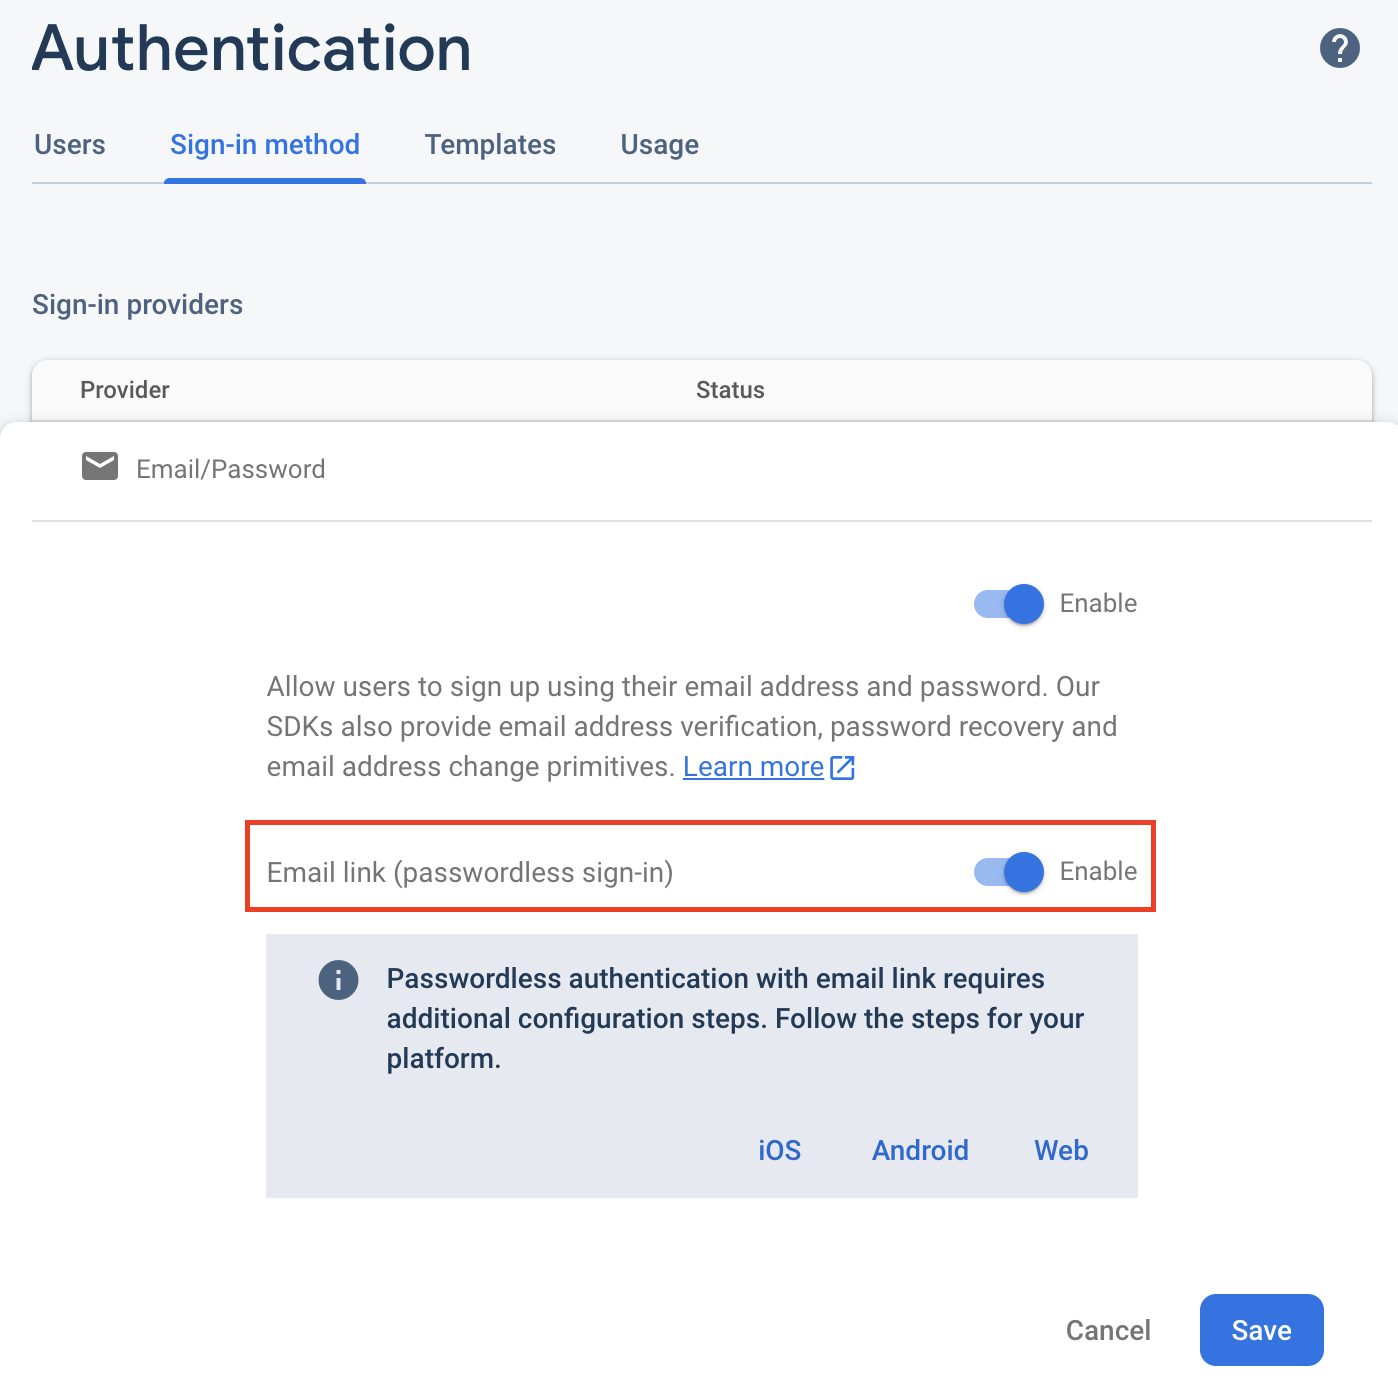 Authentication
Users Sign-in method Templates Usage
Sign-in providers
Provider Status
Email/Password
Enable
Allow users to sign up using their email address and password. Our
SDKs also provide email address verification, password recovery and
email address change primitives. Learn more
Email link (passwordless sign-in) Enable
Passwordless authentication with email link requires
additional configuration steps. Follow the steps for your
platform.
iOS Android Web
Cancel Save